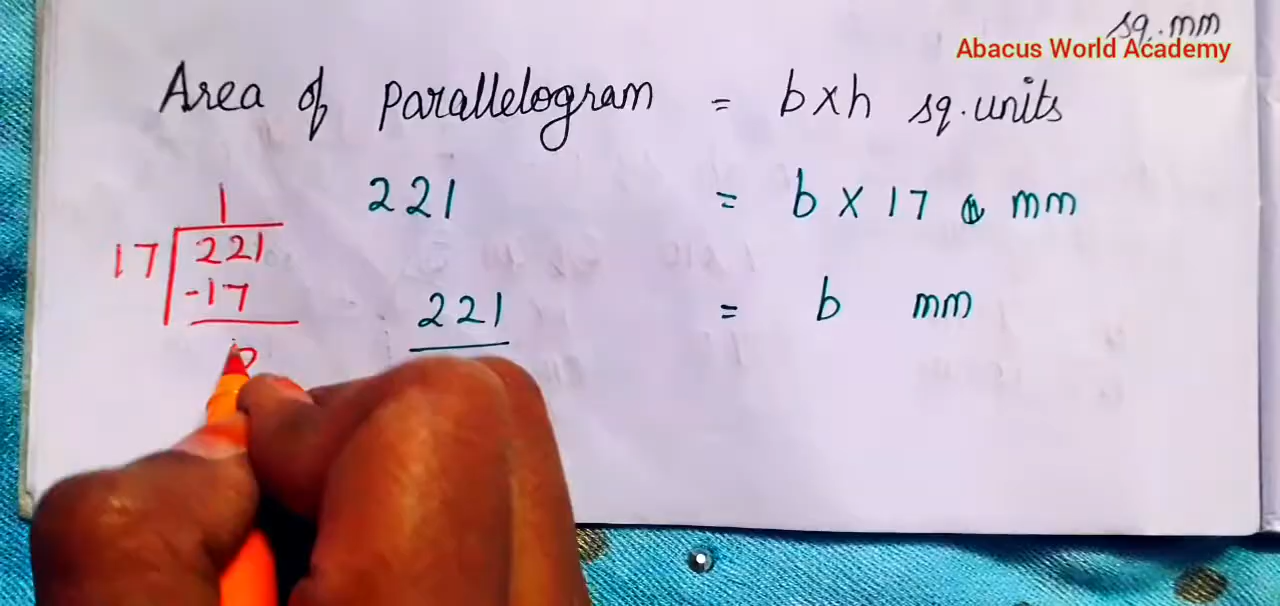 sq.mm
Abacus World Academy
Area of parallelogram = b x h sq.units
221 = b x 17 mm
1
17 221
-17
221 = b mm